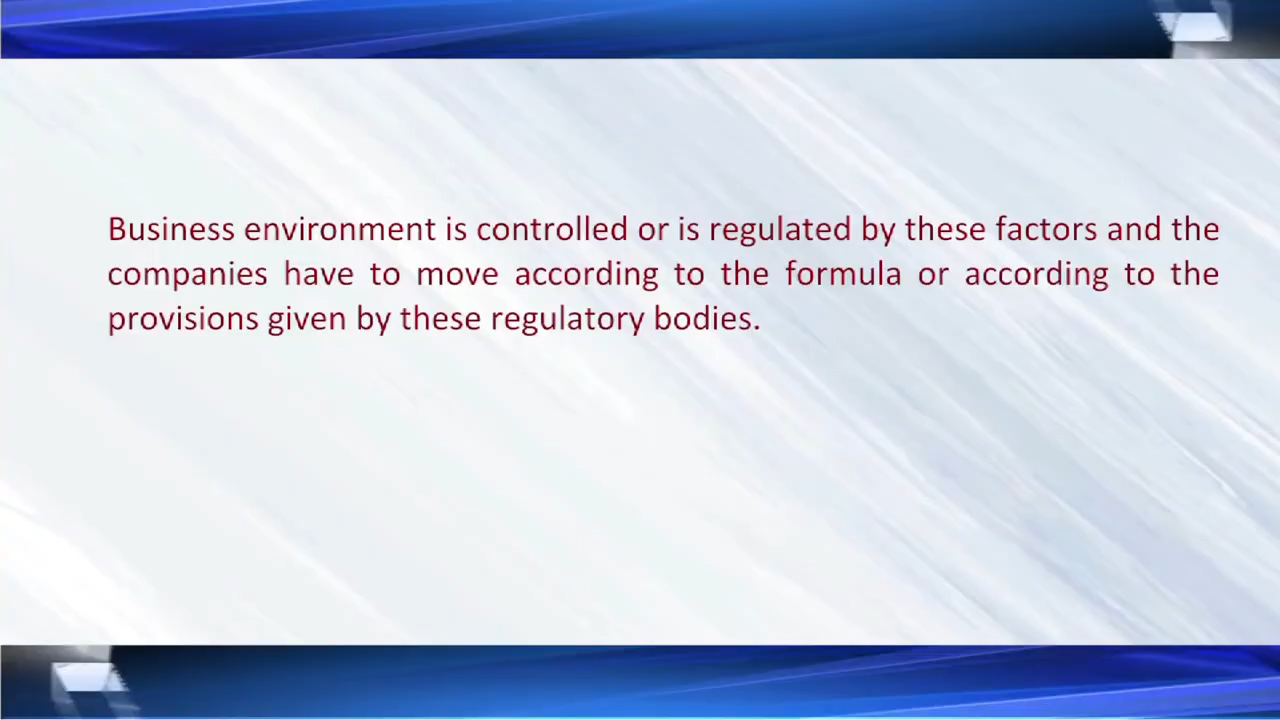 Business environment is controlled or is regulated by these factors and the
companies have to move according to the formula or according to the
provisions given by these regulatory bodies.